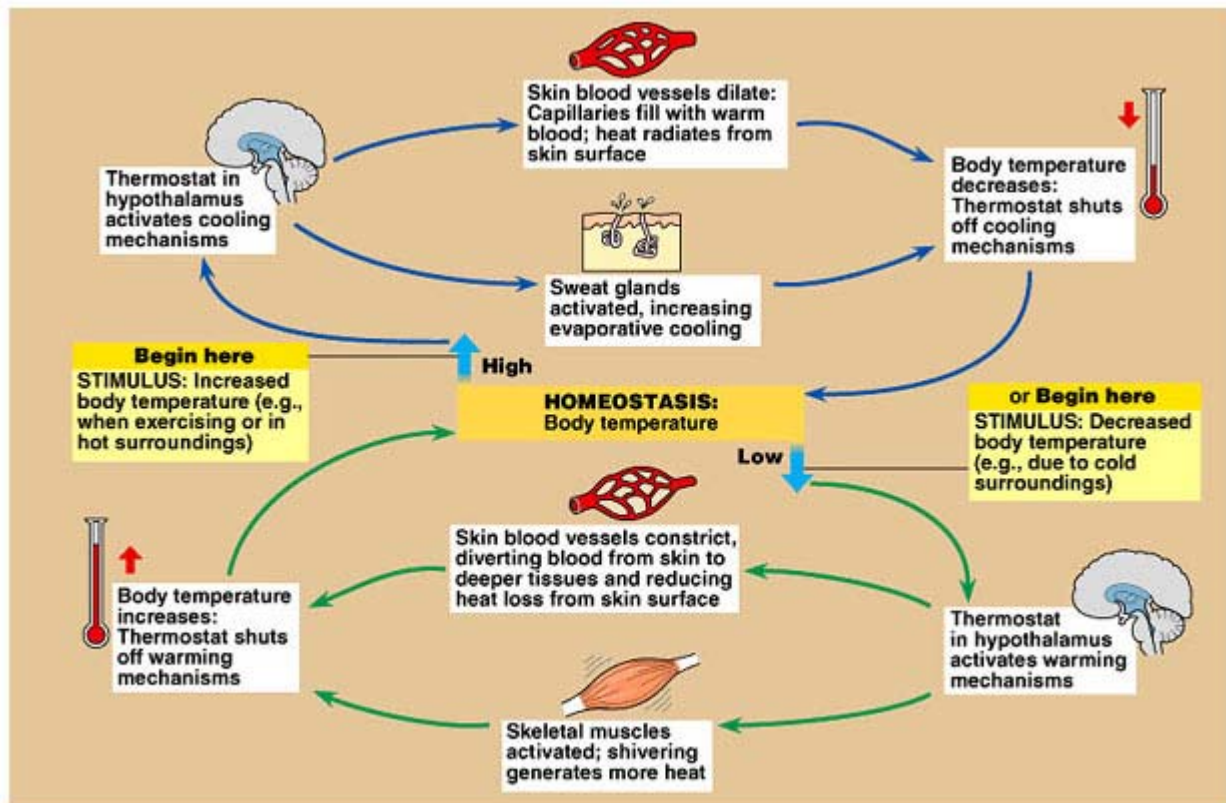 Skin blood vessels dilate:
Capillaries fill with warm
blood; heat radiates from
skin surface
Thermostat in
hypothalamus
activates cooling
mechanisms
Body temperature
decreases:
Thermostat shuts
off cooling
mechanisms
Sweat glands
activated, increasing
evaporative cooling
Begin here
STIMULUS: Increased
body temperature (e.g.,
when exercising or in
hot surroundings)
High
HOMEOSTASIS:
Body temperature
Low
or Begin here
STIMULUS: Decreased
body temperature
(e.g., due to cold
surroundings)
Skin blood vessels constrict,
diverting blood from skin to
deeper tissues and reducing
heat loss from skin surface
Body temperature
increases:
Thermostat shuts
off warming
mechanisms
Thermostat
in hypothalamus
activates warming
mechanisms
Skeletal muscles
activated; shivering
generates more heat